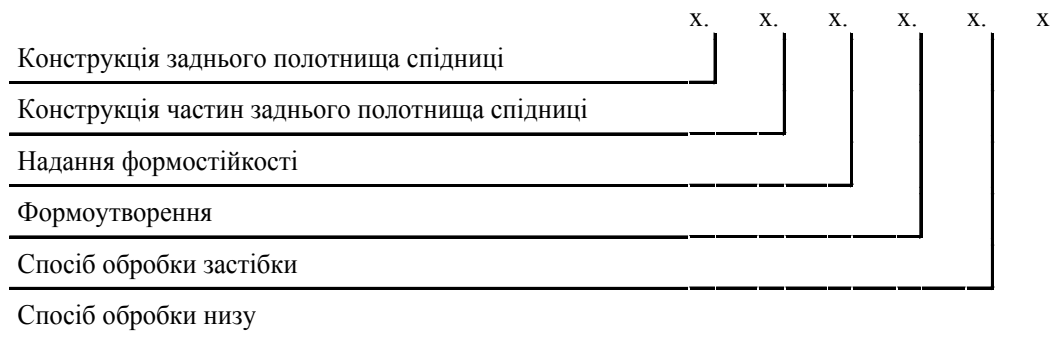 х. х. х. х. х. х
Конструкція заднього полотнища спідниці
Конструкція частин заднього полотнища спідниці
Надання формостійкості
Формоутворення
Спосіб обробки застібки
Спосіб обробки низу